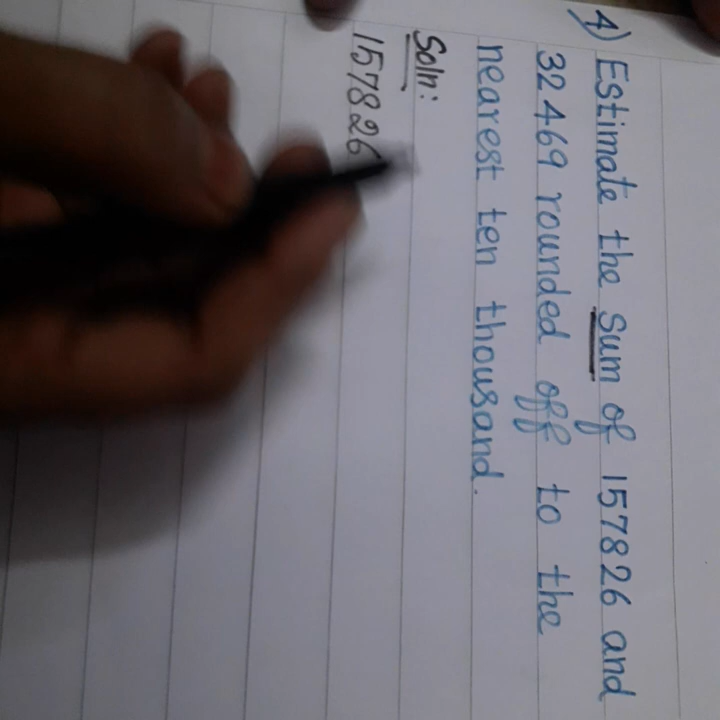 4) Estimate the sum of 157826 and
32469 rounded off to the
nearest ten thousand.
Soln:
157826